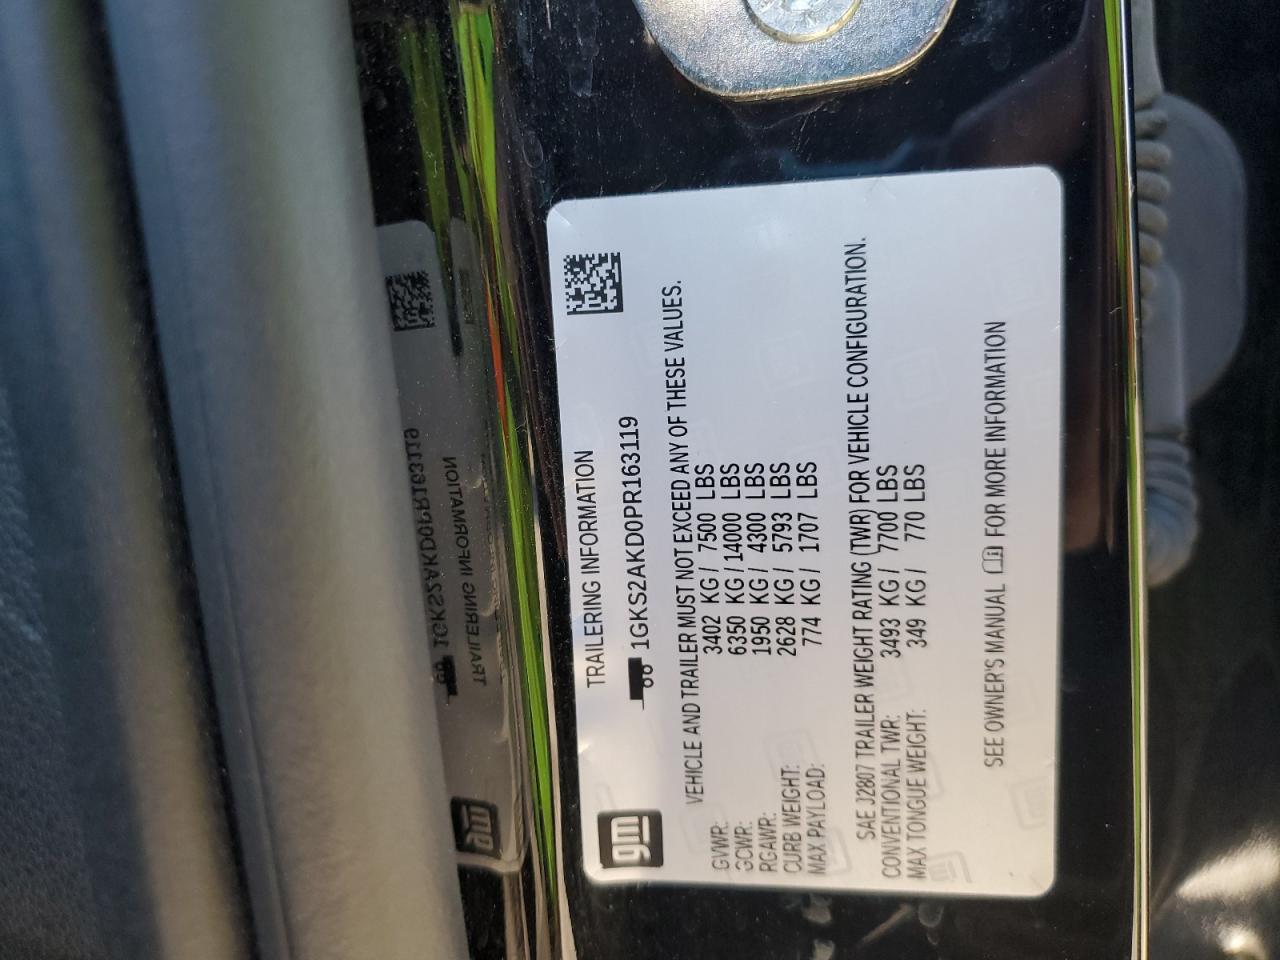 gm
TRAILERING INFORMATION
1GKS2AKD0PR163119
VEHICLE AND TRAILER MUST NOT EXCEED ANY OF THESE VALUES.
GVWR: 3402 KG / 7500 LBS
GCWR: 6350 KG / 14000 LBS
RGAWR: 1950 KG / 4300 LBS
CURB WEIGHT: 2628 KG / 5793 LBS
MAX PAYLOAD: 774 KG / 1707 LBS
SAE J2807 TRAILER WEIGHT RATING (TWR) FOR VEHICLE CONFIGURATION.
CONVENTIONAL TWR: 3493 KG / 7700 LBS
MAX TONGUE WEIGHT: 349 KG / 770 LBS
SEE OWNER'S MANUAL FOR MORE INFORMATION